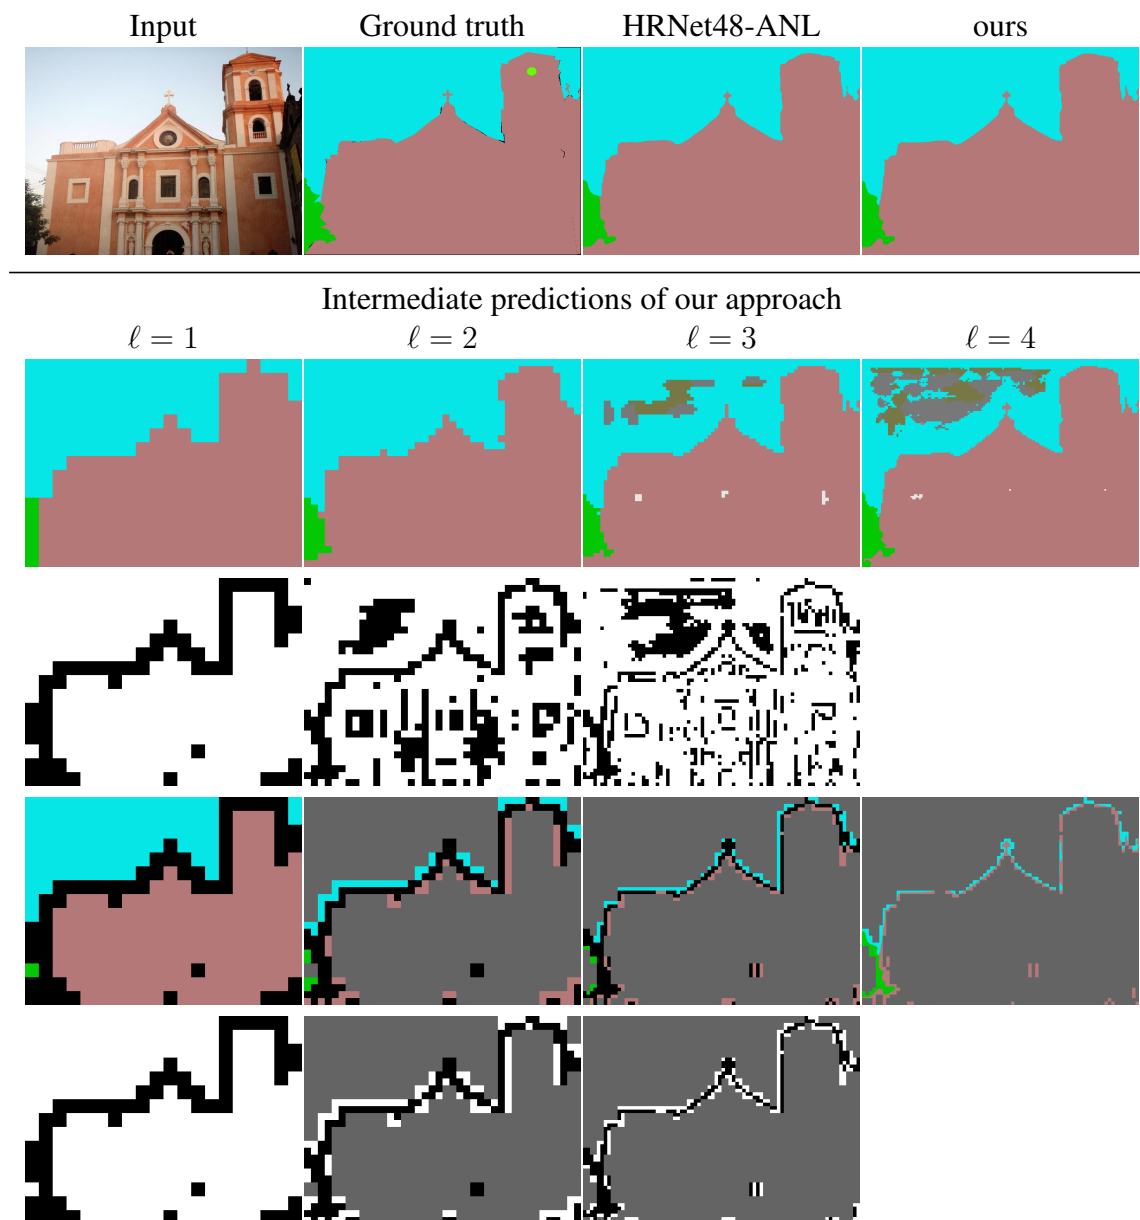 Input Ground truth HRNet48-ANL ours
Intermediate predictions of our approach
ℓ = 1 ℓ = 2 ℓ = 3 ℓ = 4